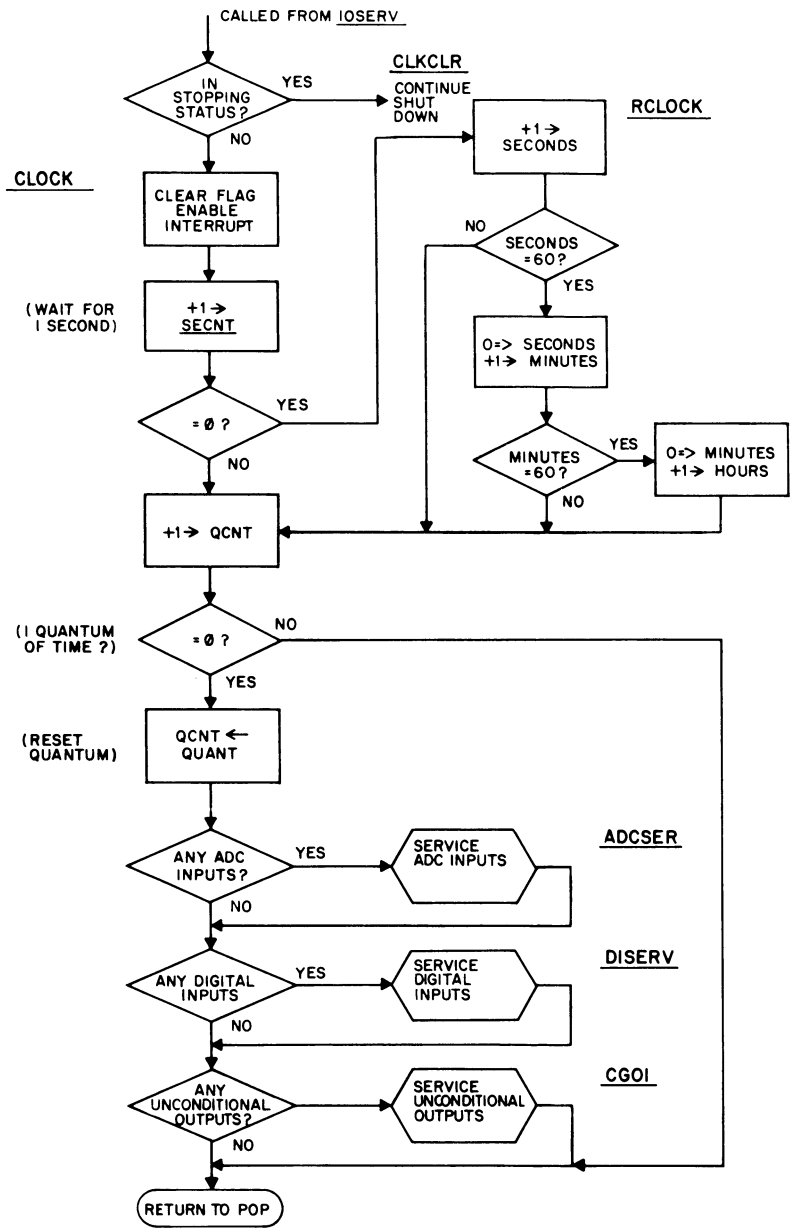 CALLED FROM IOSERV
IN
STOPPING
STATUS?
YES
NO
CLKCLR
CONTINUE
SHUT
DOWN
RCLOCK
+1→
SECONDS
CLOCK
CLEAR FLAG
ENABLE
INTERRUPT
NO
SECONDS
=60?
YES
(WAIT FOR
1 SECOND)
+1→
SECNT
0=> SECONDS
+1→ MINUTES
=Ø?
YES
NO
MINUTES
=60?
YES
NO
0=> MINUTES
+1→ HOURS
+1→ QCNT
(1 QUANTUM
OF TIME?)
=Ø?
NO
YES
(RESET
QUANTUM)
QCNT ←
QUANT
ANY ADC
INPUTS?
YES
NO
SERVICE
ADC INPUTS
ADCSER
ANY DIGITAL
INPUTS
YES
NO
SERVICE
DIGITAL
INPUTS
DISERV
ANY
UNCONDITIONAL
OUTPUTS?
NO
SERVICE
UNCONDITIONAL
OUTPUTS
CGOI
RETURN TO POP